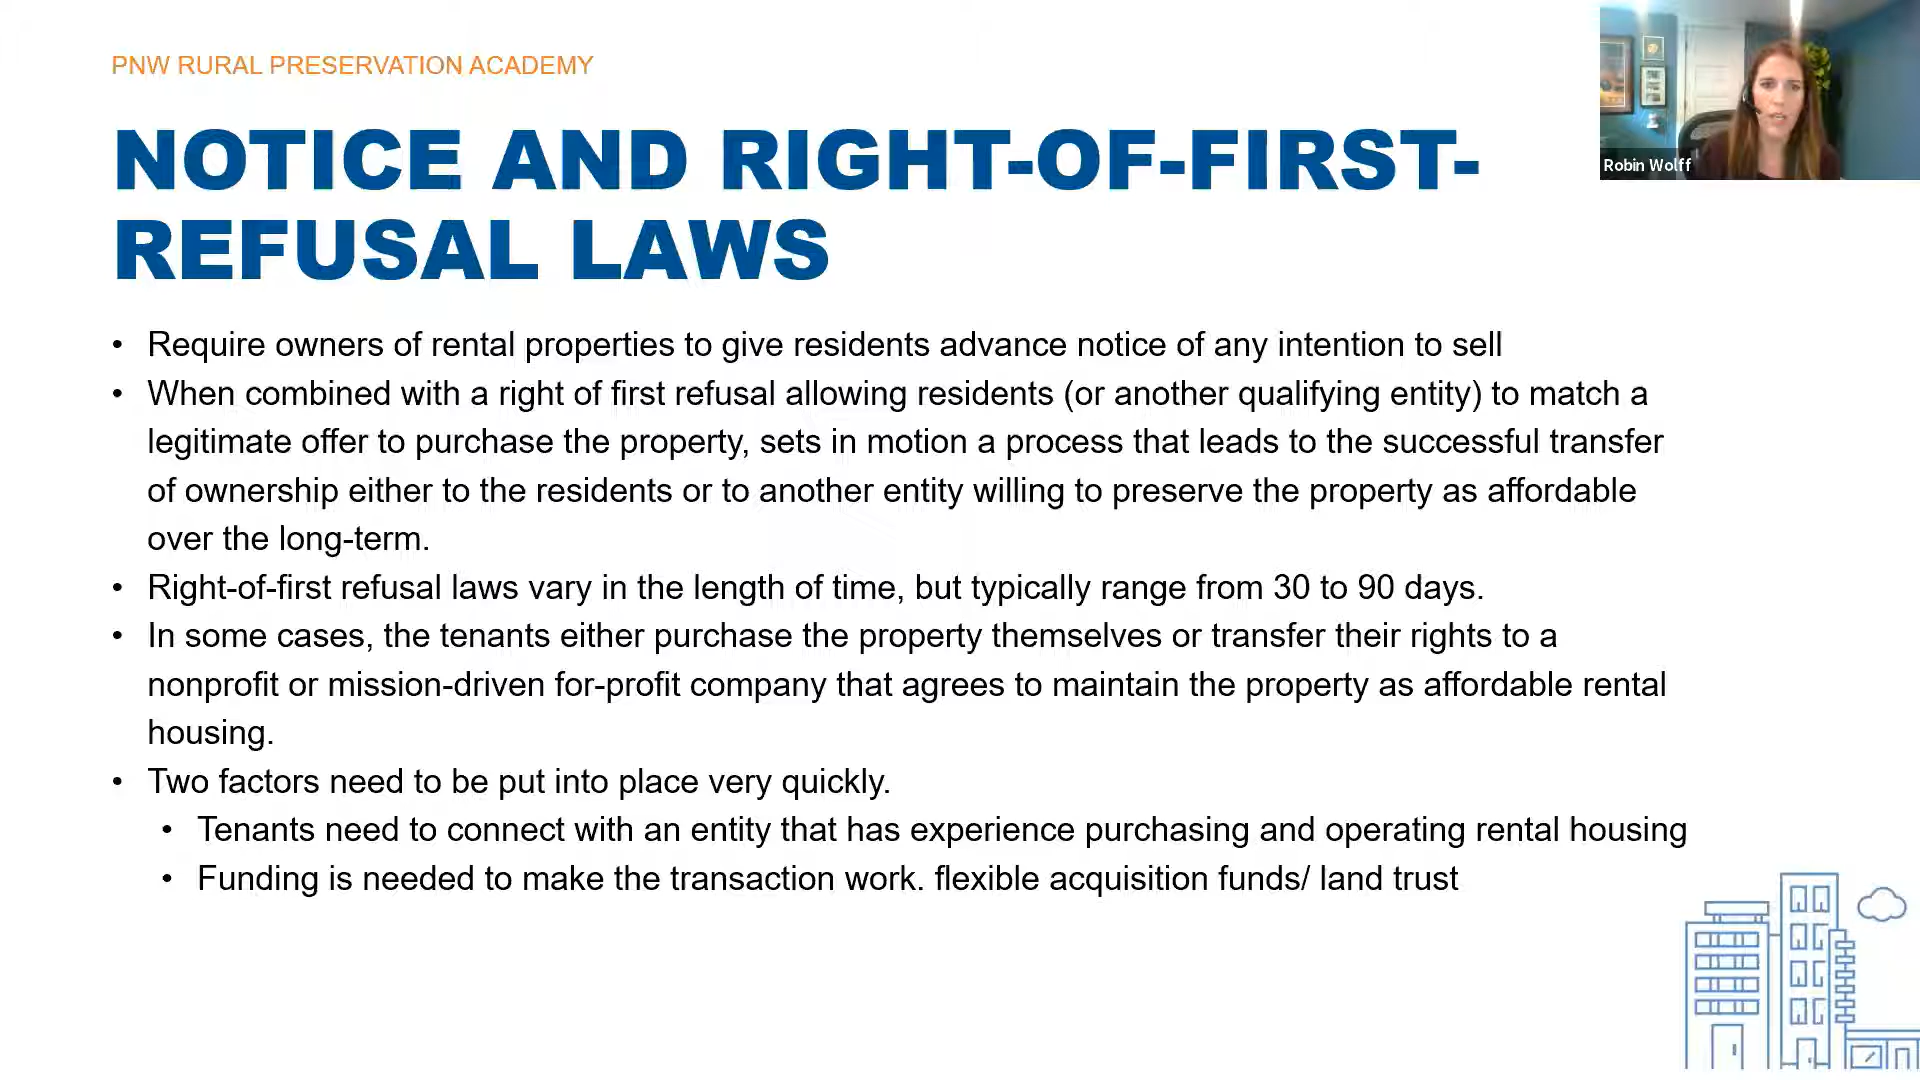 PNW RURAL PRESERVATION ACADEMY
NOTICE AND RIGHT-OF-FIRST-
REFUSAL LAWS
• Require owners of rental properties to give residents advance notice of any intention to sell
• When combined with a right of first refusal allowing residents (or another qualifying entity) to match a
legitimate offer to purchase the property, sets in motion a process that leads to the successful transfer
of ownership either to the residents or to another entity willing to preserve the property as affordable
over the long-term.
• Right-of-first refusal laws vary in the length of time, but typically range from 30 to 90 days.
• In some cases, the tenants either purchase the property themselves or transfer their rights to a
nonprofit or mission-driven for-profit company that agrees to maintain the property as affordable rental
housing.
• Two factors need to be put into place very quickly.
• Tenants need to connect with an entity that has experience purchasing and operating rental housing
• Funding is needed to make the transaction work. flexible acquisition funds/ land trust
Robin Wolff